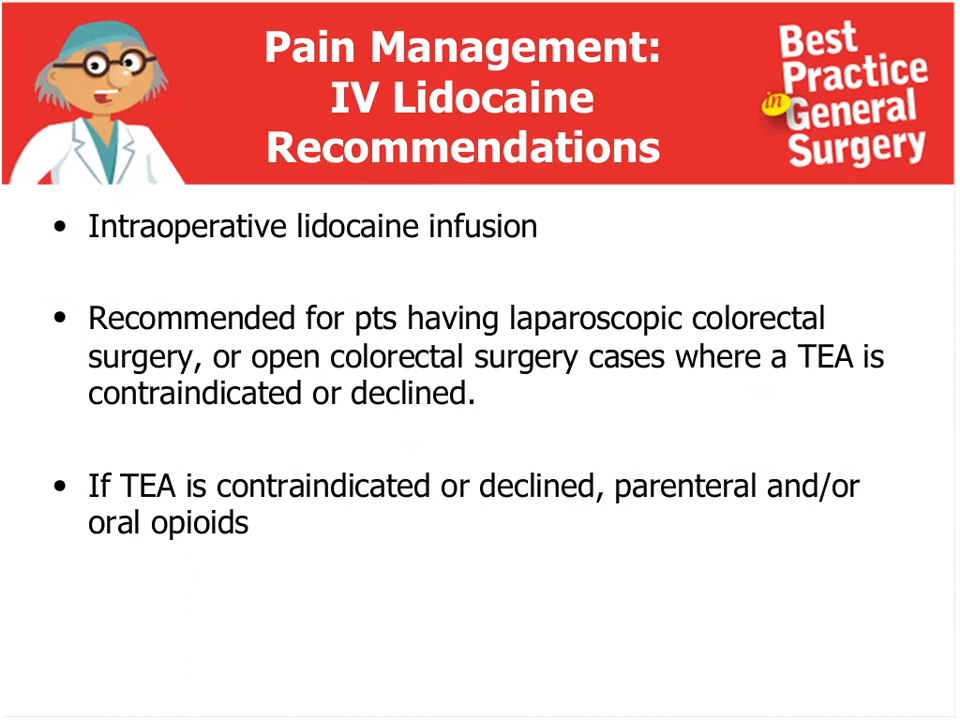 Pain Management:
IV Lidocaine
Recommendations
Best
Practice
in General
Surgery
• Intraoperative lidocaine infusion
• Recommended for pts having laparoscopic colorectal
surgery, or open colorectal surgery cases where a TEA is
contraindicated or declined.
• If TEA is contraindicated or declined, parenteral and/or
oral opioids